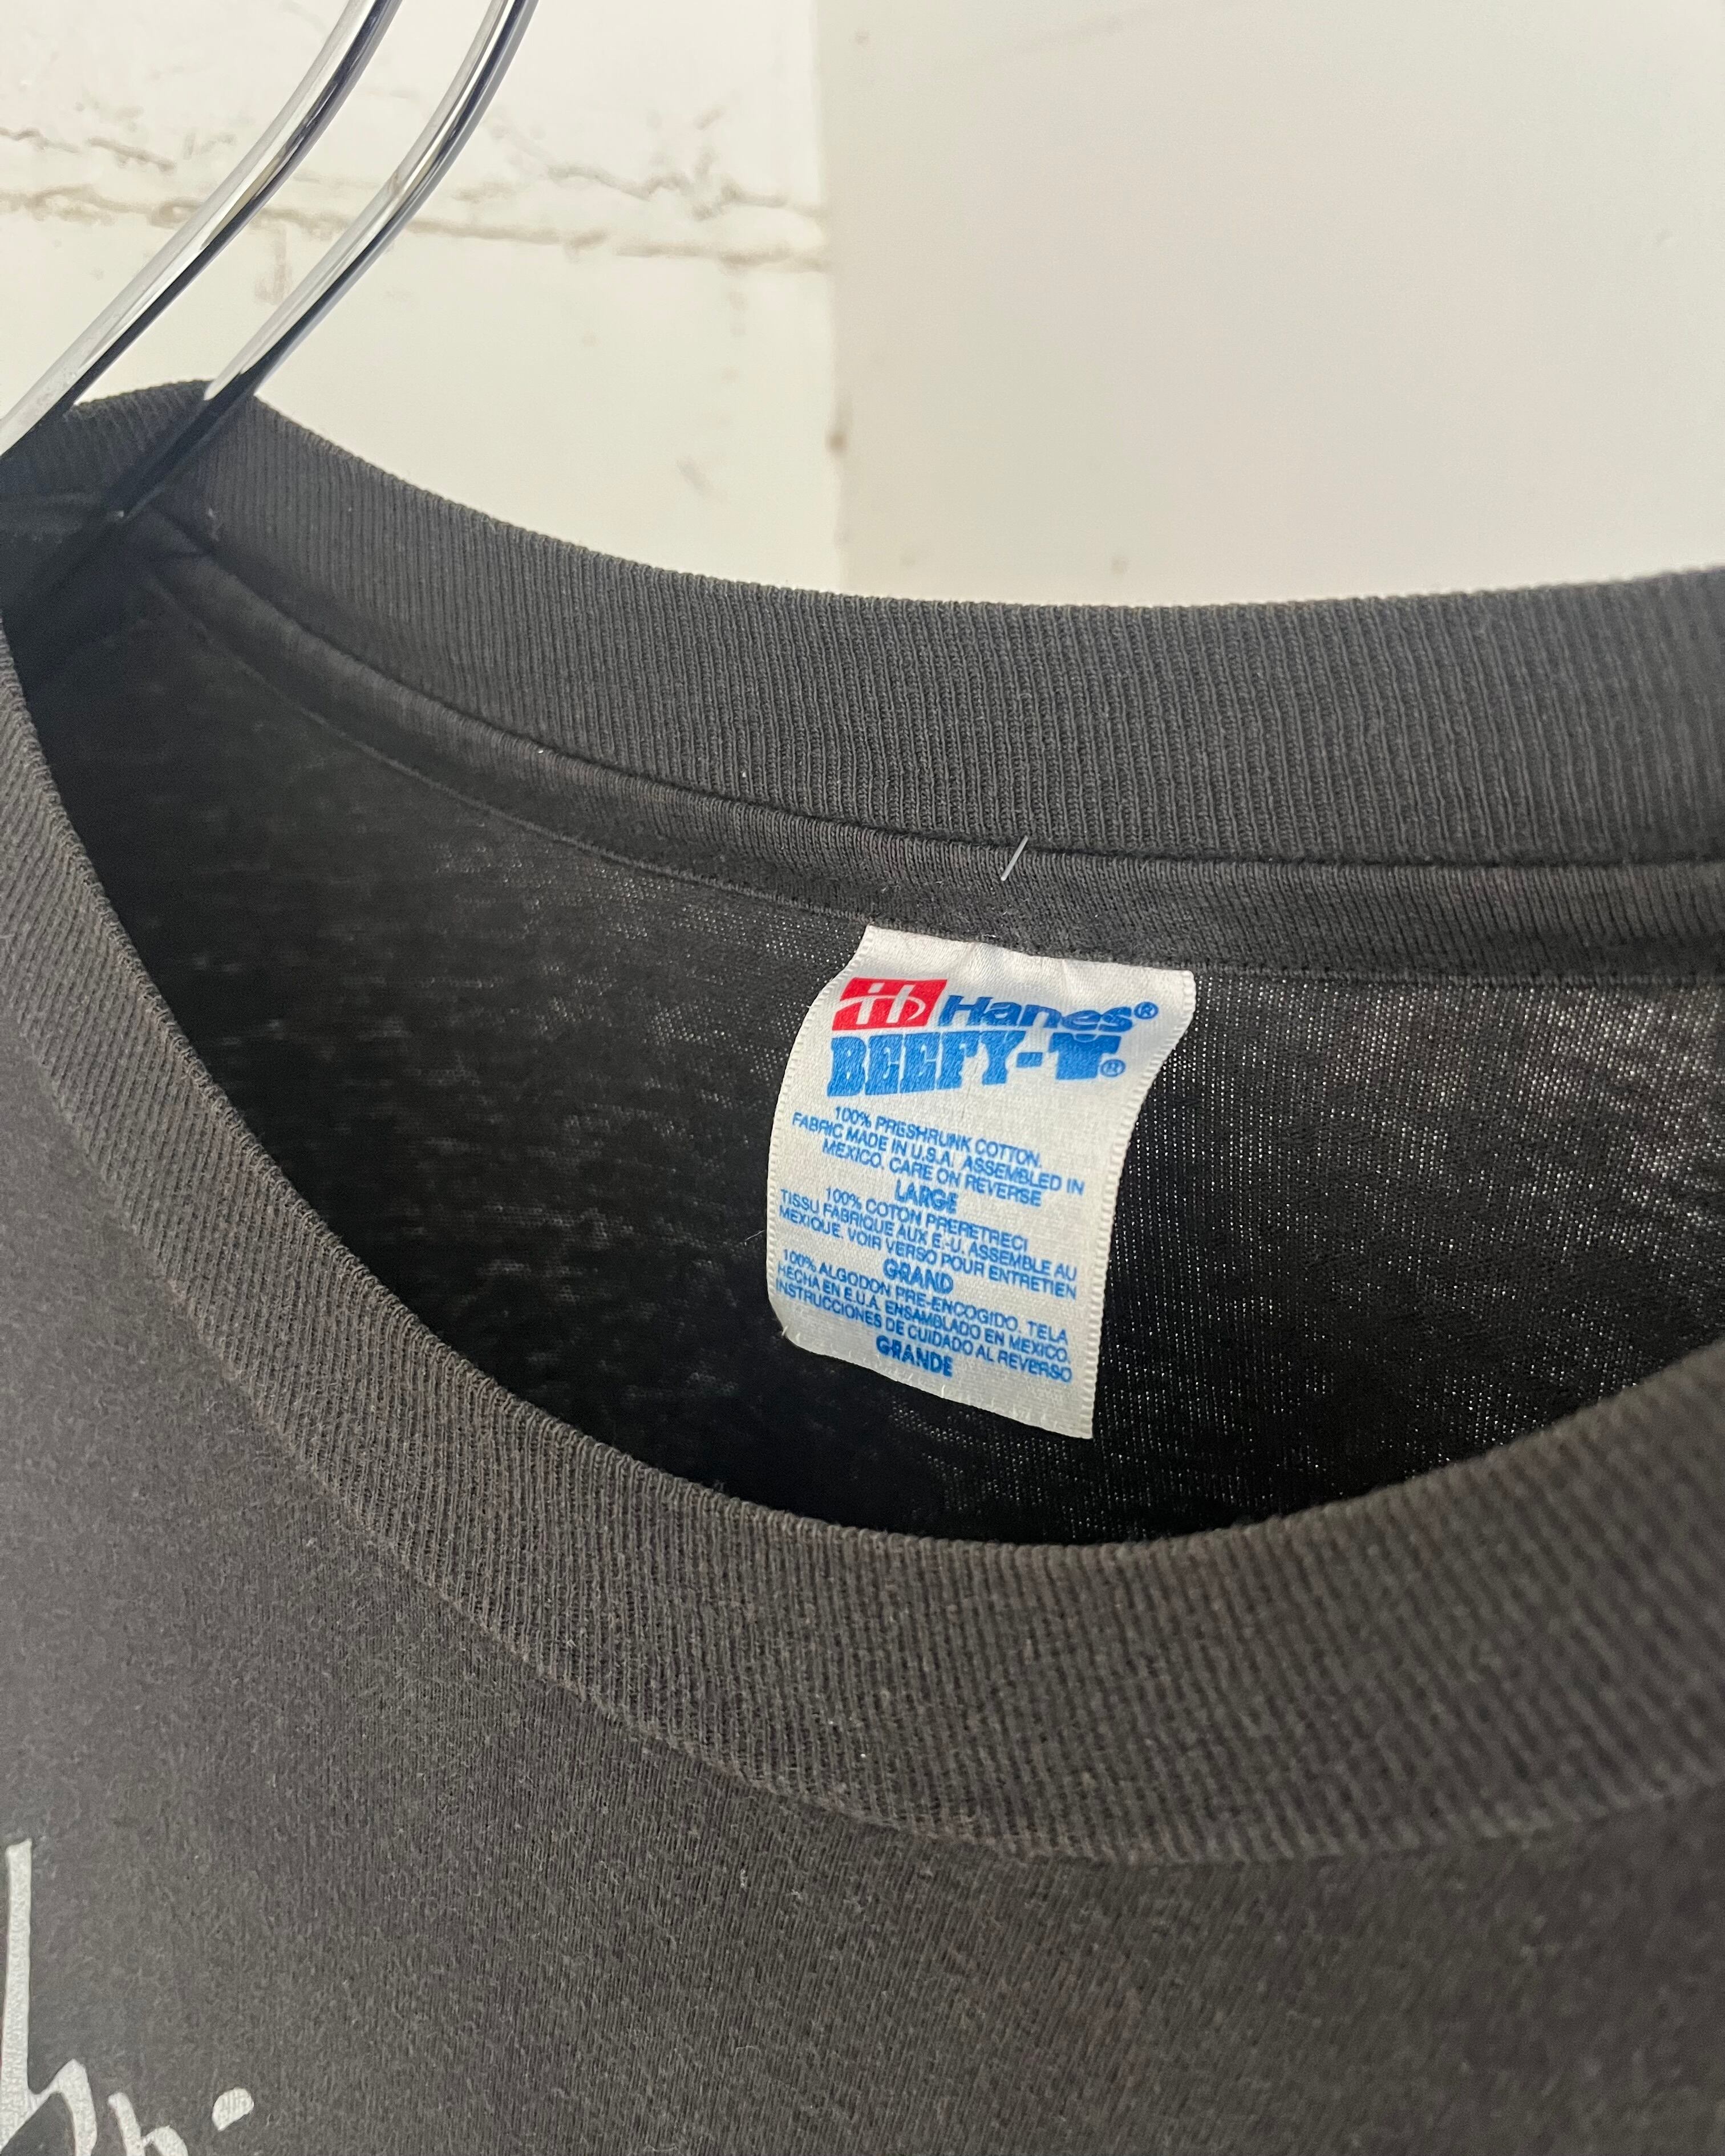 Hanes®
BEEFY-T®
100% PRESHRUNK COTTON.
FABRIC MADE IN U.S.A. ASSEMBLED IN
MEXICO. CARE ON REVERSE
LARGE
100% COTON PRERETRECI
TISSU FABRIQUE AUX E.-U. ASSEMBLE AU
MEXIQUE. VOIR VERSO POUR ENTRETIEN
GRAND
100% ALGODON PRE-ENCOGIDO. TELA
HECHA EN E.U.A. ENSAMBLADO EN MEXICO.
INSTRUCCIONES DE CUIDADO AL REVERSO
GRANDE